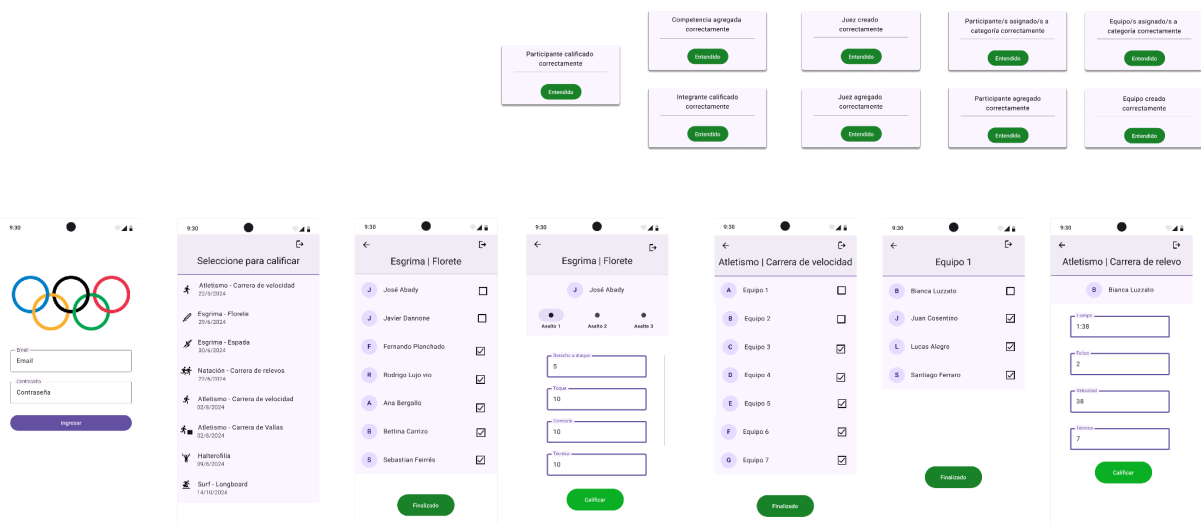 Participante calificado
correctamente
Entendido
Competencia agregada
correctamente
Entendido
Juez creado
correctamente
Entendido
Participante/s asignado/s a
categoría correctamente
Entendido
Equipo/s asignado/s a
categoría correctamente
Entendido
Integrante calificado
correctamente
Entendido
Juez agregado
correctamente
Entendido
Participante agregado
correctamente
Entendido
Equipo creado
correctamente
Entendido
9:30
Email
Email
Contraseña
Contraseña
Ingresar
9:30
Seleccione para calificar
Atletismo - Carrera de velocidad
22/5/2024
Esgrima - Florete
29/6/2024
Esgrima - Espada
30/6/2024
Natación - Carrera de relevos
Atletismo - Carrera de velocidad
02/8/2024
Atletismo - Carrera de Vallas
02/8/2024
Halterofilia
09/8/2024
Surf - Longboard
14/10/2024
9:30
Esgrima | Florete
J José Abady
J Javier Dannone
F Fernando Planchado
R Rodrigo Lujo vio
A Ana Bergallo
B Bettina Carrizo
S Sebastian
Finalizado
9:30
Esgrima | Florete
J José Abady
Asalto 1 Asalto 2 Asalto 3
Derecho a ataque
5
Toque
10
Combate
10
Técnica
10
Calificar
9:30
Atletismo | Carrera de velocidad
A Equipo 1
B Equipo 2
C Equipo 3
D Equipo 4
E Equipo 5
F Equipo 6
G Equipo 7
Finalizado
9:30
Equipo 1
B Bianca Luzzato
J Juan Cosentino
L Lucas Alegre
S Santiago Ferraro
Finalizado
9:30
Atletismo | Carrera de relevo
B Bianca Luzzato
Tiempo
1:38
Fallos
2
Velocidad
38
Técnica
7
Calificar